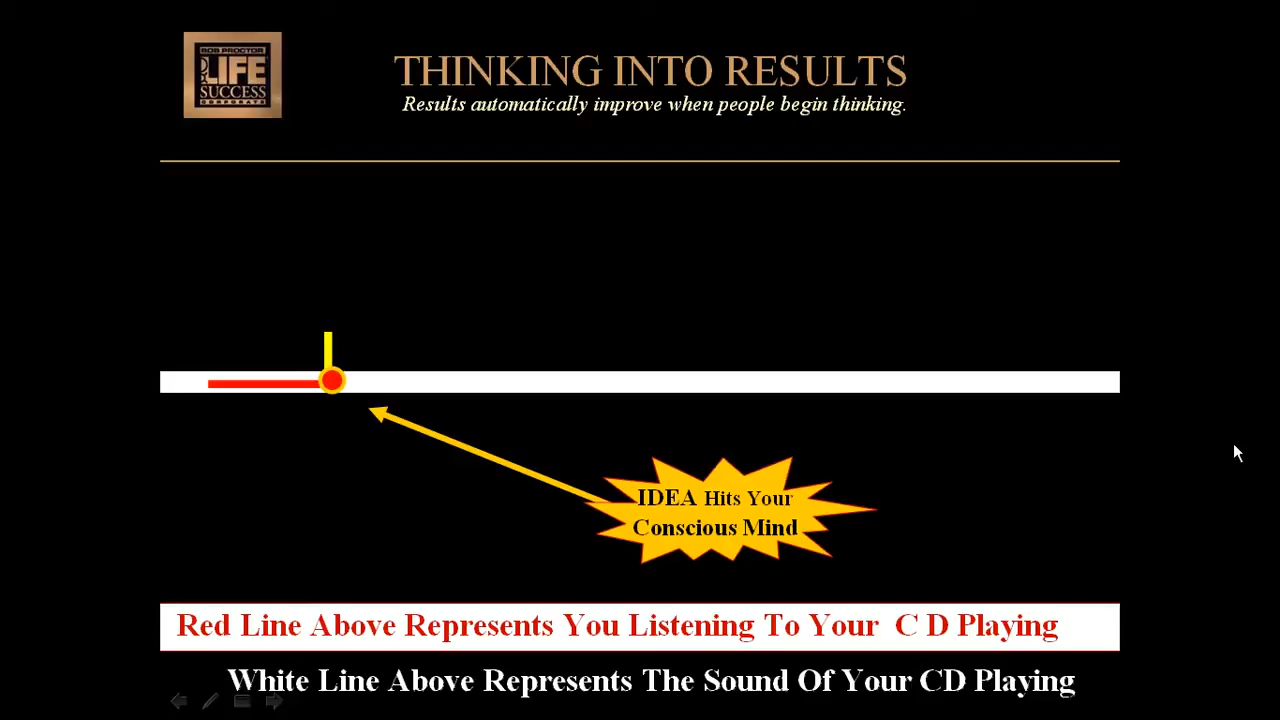 BOB PROCTOR
LIFE
SUCCESS
CORPORATE
THINKING INTO RESULTS
Results automatically improve when people begin thinking.
IDEA Hits Your
Conscious Mind
Red Line Above Represents You Listening To Your C D Playing
White Line Above Represents The Sound Of Your CD Playing